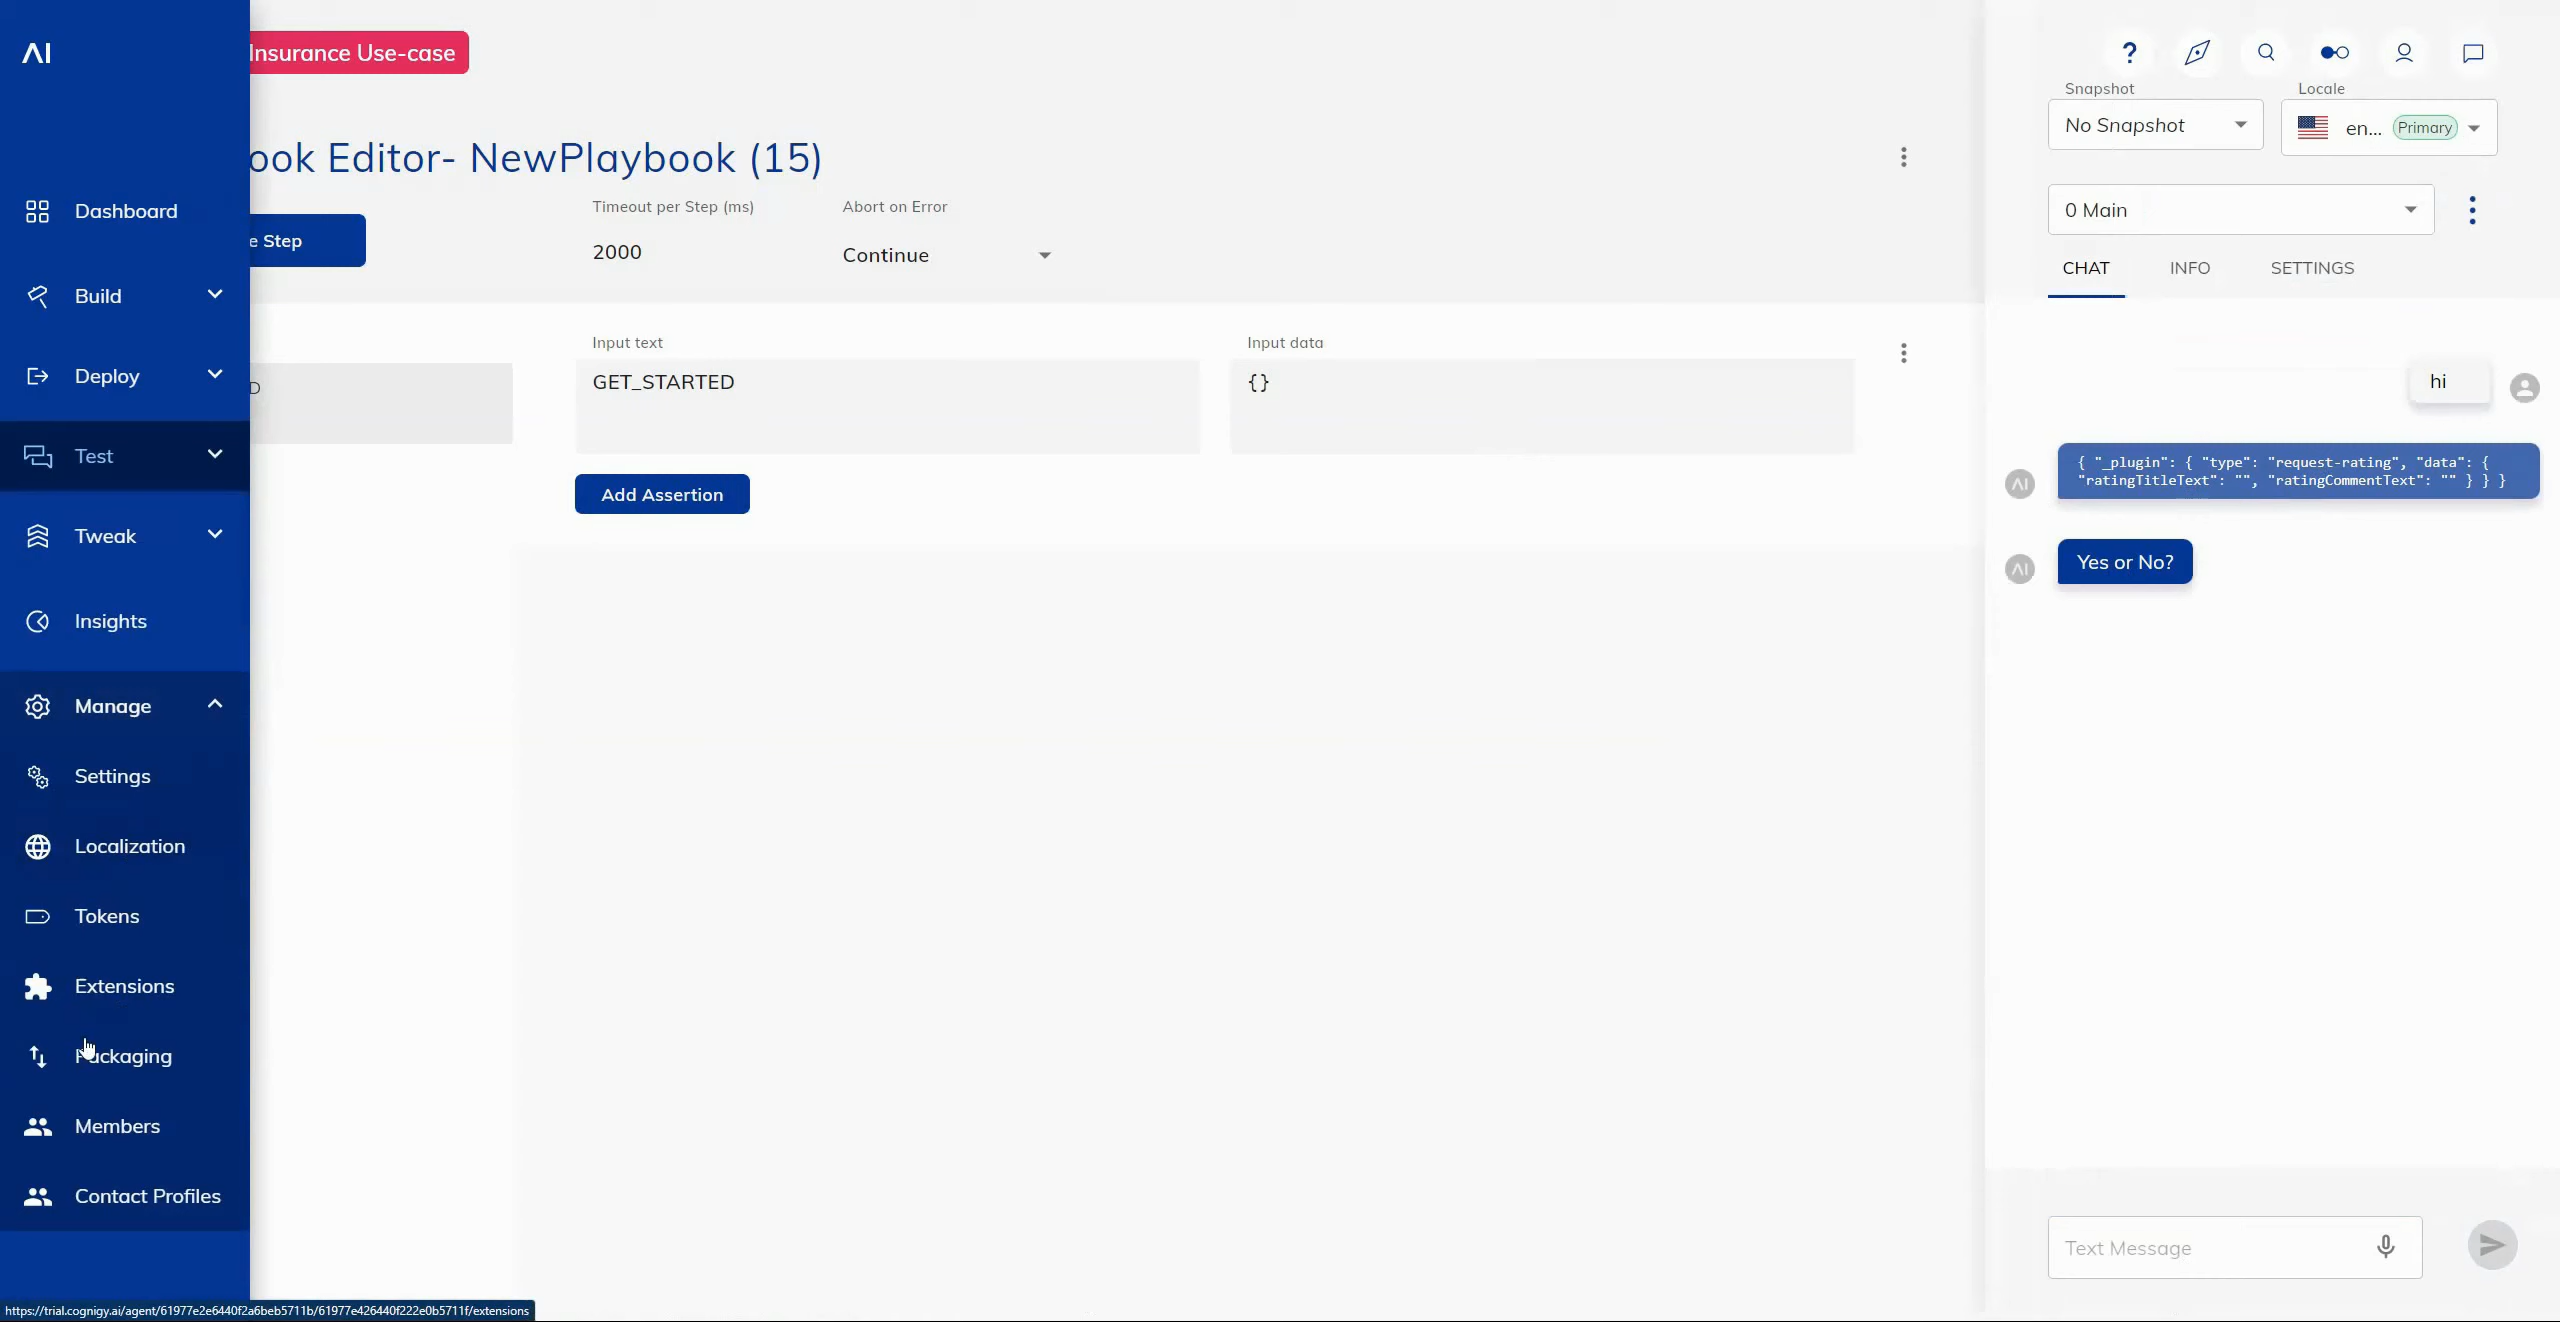 AI
Insurance Use-case
ook Editor- NewPlaybook (15)
e Step
Timeout per Step (ms)
2000
Abort on Error
Continue
Dashboard
Build
Deploy
Test
Tweak
Insights
Manage
Settings
Localization
Tokens
Extensions
Packaging
Members
Contact Profiles
D
Input text
GET_STARTED
Input data
{}
Add Assertion
?
Snapshot
No Snapshot
Locale
en... Primary
0 Main
CHAT INFO SETTINGS
hi
AI
{ "_plugin": { "type": "request-rating", "data": {
"ratingTitleText": "", "ratingCommentText": "" } } }
AI
Yes or No?
Text Message
https://trial.cognigy.ai/agent/61977e2e6440f2a6beb5711b/61977e426440f222e0b5711f/extensions